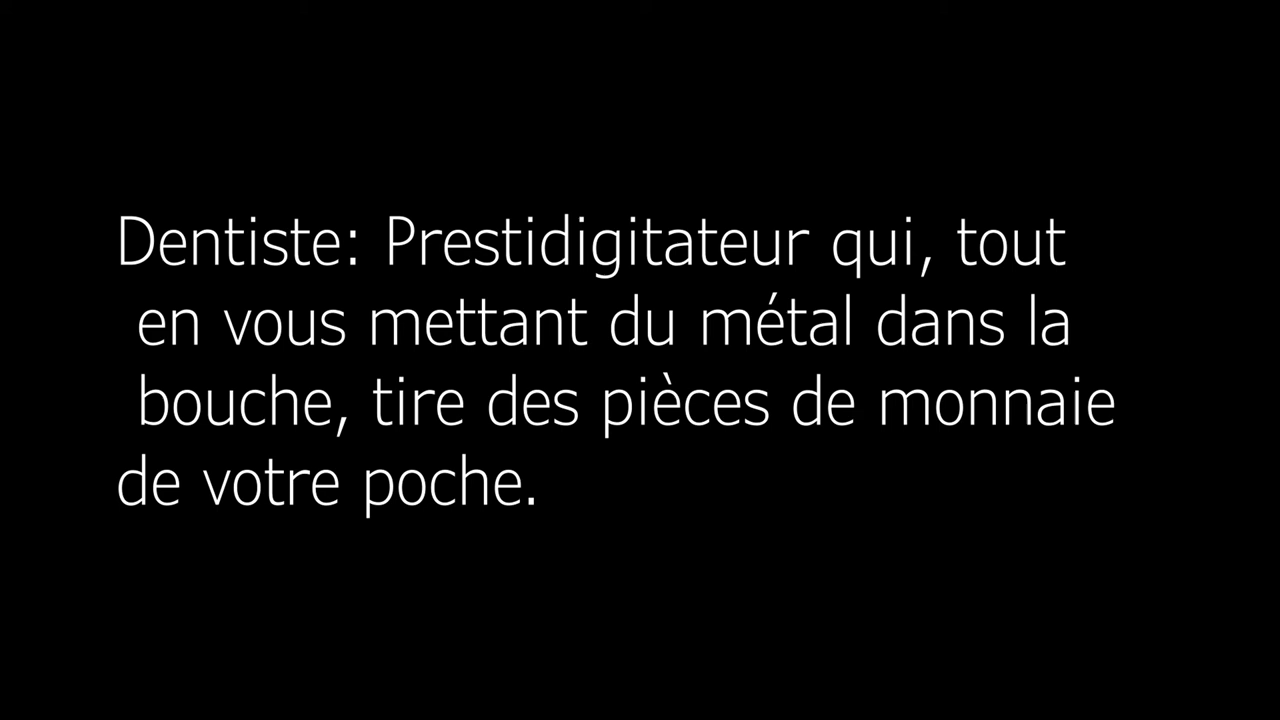 Dentiste: Prestidigitateur qui, tout
en vous mettant du métal dans la
bouche, tire des pièces de monnaie
de votre poche.